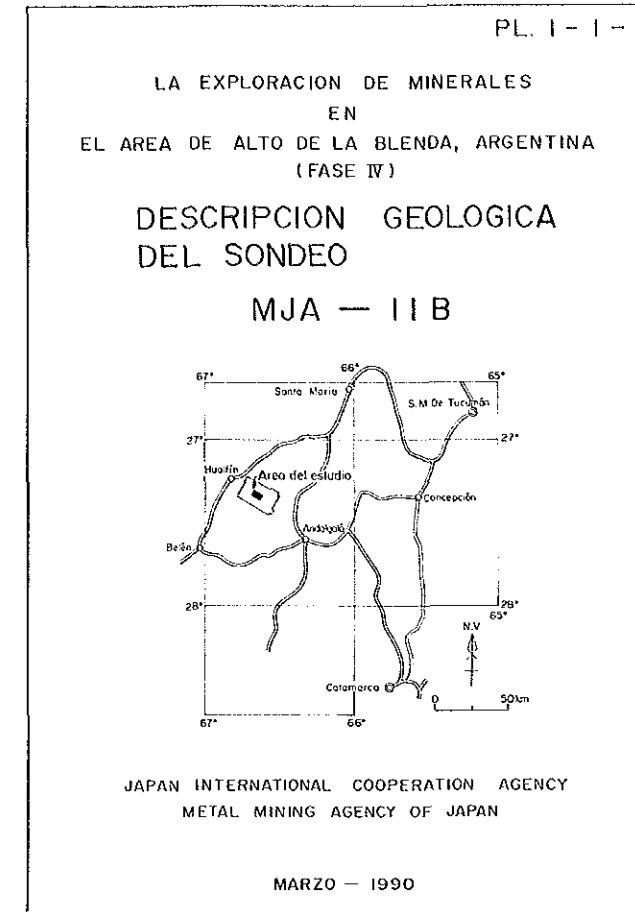 PL. I - I -
LA EXPLORACION DE MINERALES
EN
EL AREA DE ALTO DE LA BLENDA, ARGENTINA
(FASE IV)
DESCRIPCION GEOLOGICA
DEL SONDEO
MJA — 11B
67°
66°
65°
Santa Maria
S.M De Tucumán
27°
27°
Hualfín
Area del estudio
Concepción
Andalgalá
Belén
28°
28°
65°
N.V
Catamarca
0 50km
67°
66°
JAPAN INTERNATIONAL COOPERATION AGENCY
METAL MINING AGENCY OF JAPAN
MARZO — 1990